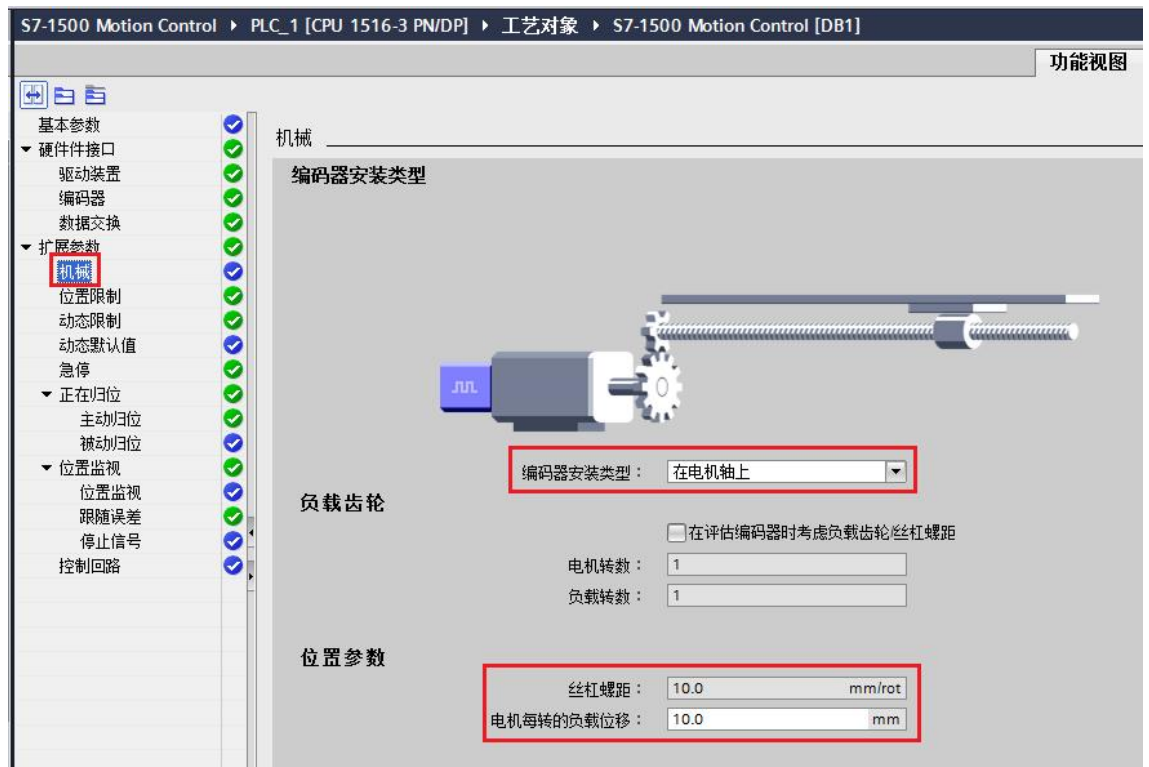 S7-1500 Motion Control ▸ PLC_1 [CPU 1516-3 PN/DP] ▸ 工艺对象 ▸ S7-1500 Motion Control [DB1]
功能视图
基本参数
硬件件接口
驱动装置
编码器
数据交换
扩展参数
机械
位置限制
动态限制
动态默认值
急停
正在归位
主动归位
被动归位
位置监视
位置监视
跟随误差
停止信号
控制回路
机械
编码器安装类型
编码器安装类型： 在电机轴上
负载齿轮
在评估编码器时考虑负载齿轮/丝杠螺距
电机转数： 1
负载转数： 1
位置参数
丝杠螺距： 10.0 mm/rot
电机每转的负载位移： 10.0 mm